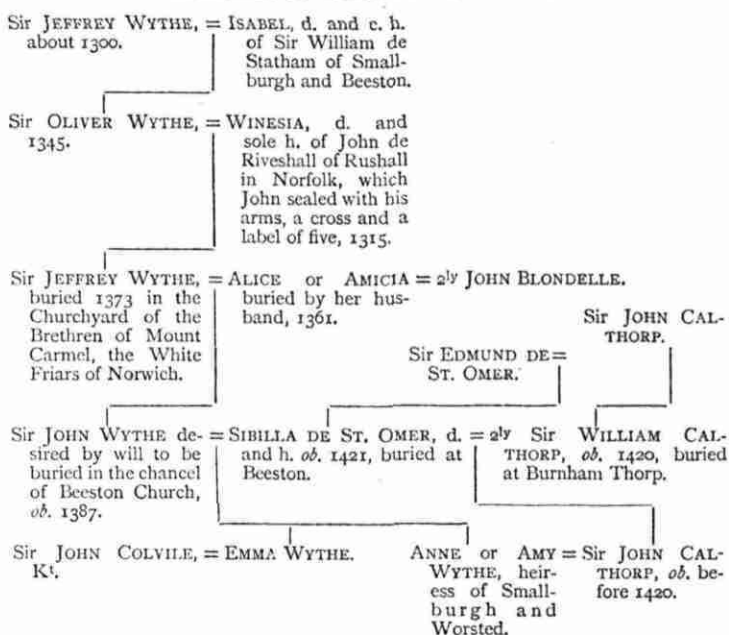 Sir JEFFREY WYTHE,
about 1300.
= ISABEL, d. and c. h.
of Sir William de
Statham of Small-
burgh and Beeston.
Sir OLIVER WYTHE,
1345.
= WINESIA, d. and
sole h. of John de
Riveshall of Rushall
in Norfolk, which
John sealed with his
arms, a cross and a
label of five, 1315.
Sir JEFFREY WYTHE,
buried 1373 in the
Churchyard of the
Brethren of Mount
Carmel, the White
Friars of Norwich.
= ALICE or AMICIA
buried by her hus-
band, 1361.
= 2ly JOHN BLONDELLE.
Sir EDMUND DE =
ST. OMER.
Sir JOHN CAL-
THORP.
Sir JOHN WYTHE de-
sired by will to be
buried in the chancel
of Beeston Church,
ob. 1387.
= SIBILLA DE ST. OMER, d.
and h. ob. 1421, buried at
Beeston.
= 2ly Sir WILLIAM CAL-
THORP, ob. 1420, buried
at Burnham Thorp.
Sir JOHN COLVILE,
Kt.
= EMMA WYTHE.
ANNE or AMY
WYTHE, heir-
ess of Small-
burgh and
Worsted.
= Sir JOHN CAL-
THORP, ob. be-
fore 1420.